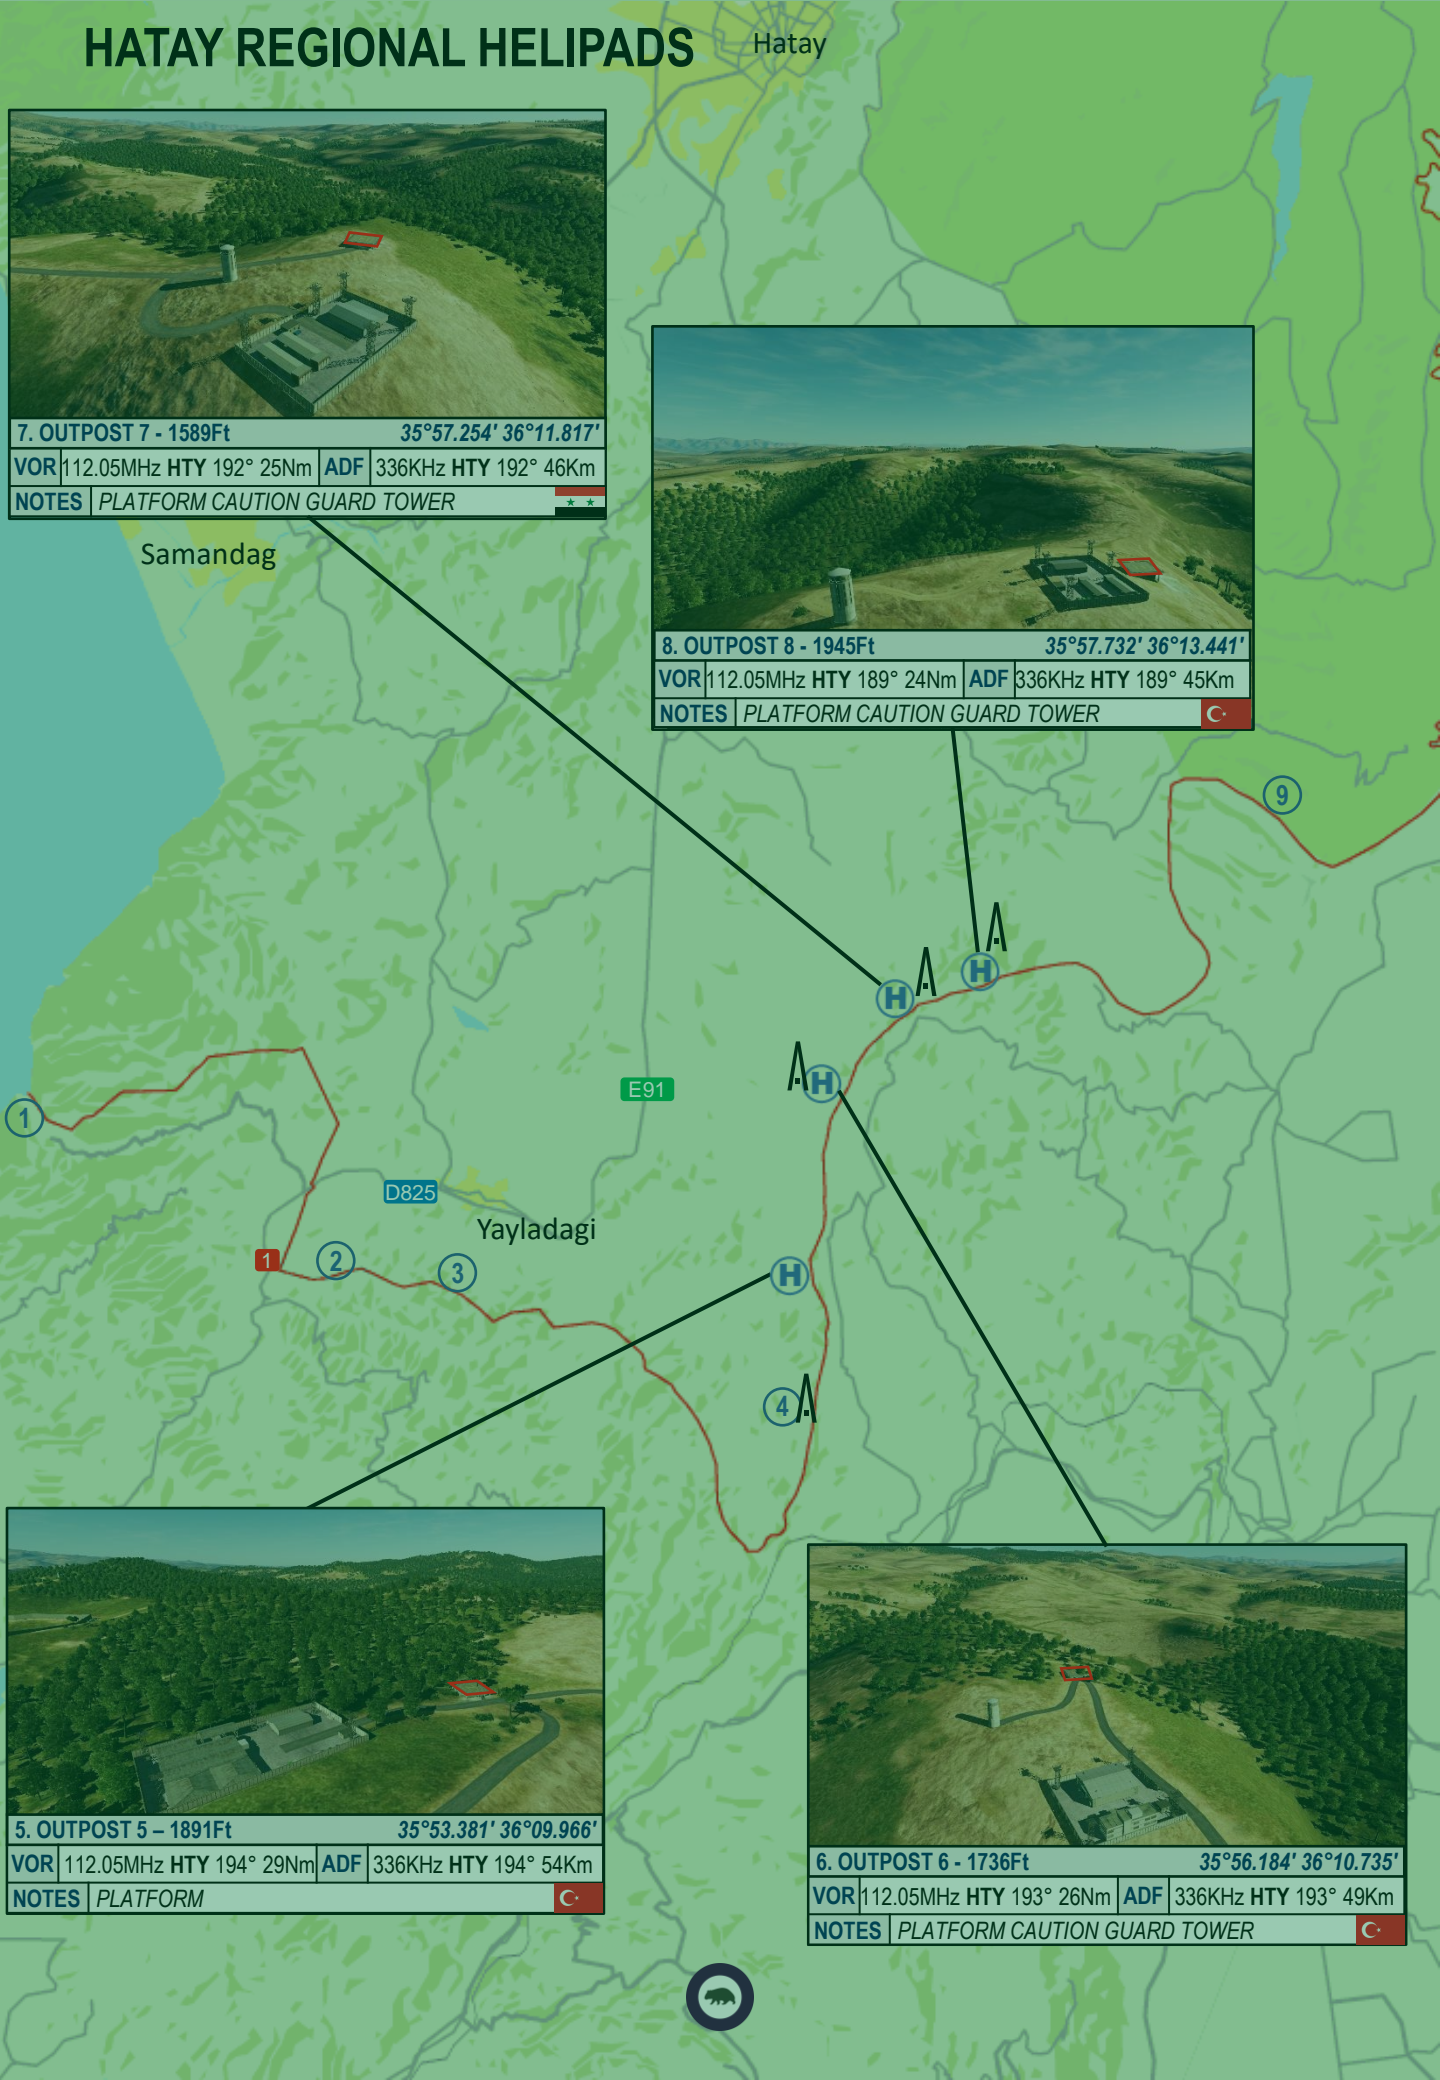 HATAY REGIONAL HELIPADS
Hatay
7. OUTPOST 7 - 1589Ft 35°57.254' 36°11.817'
VOR 112.05MHz HTY 192° 25Nm ADF 336KHz HTY 192° 46Km
NOTES PLATFORM CAUTION GUARD TOWER
Samandag
8. OUTPOST 8 - 1945Ft 35°57.732' 36°13.441'
VOR 112.05MHz HTY 189° 24Nm ADF 336KHz HTY 189° 45Km
NOTES PLATFORM CAUTION GUARD TOWER
9
H
H
H
E91
1
D825
Yayladagi
1
2
3
H
4
5. OUTPOST 5 – 1891Ft 35°53.381' 36°09.966'
VOR 112.05MHz HTY 194° 29Nm ADF 336KHz HTY 194° 54Km
NOTES PLATFORM
6. OUTPOST 6 - 1736Ft 35°56.184' 36°10.735'
VOR 112.05MHz HTY 193° 26Nm ADF 336KHz HTY 193° 49Km
NOTES PLATFORM CAUTION GUARD TOWER